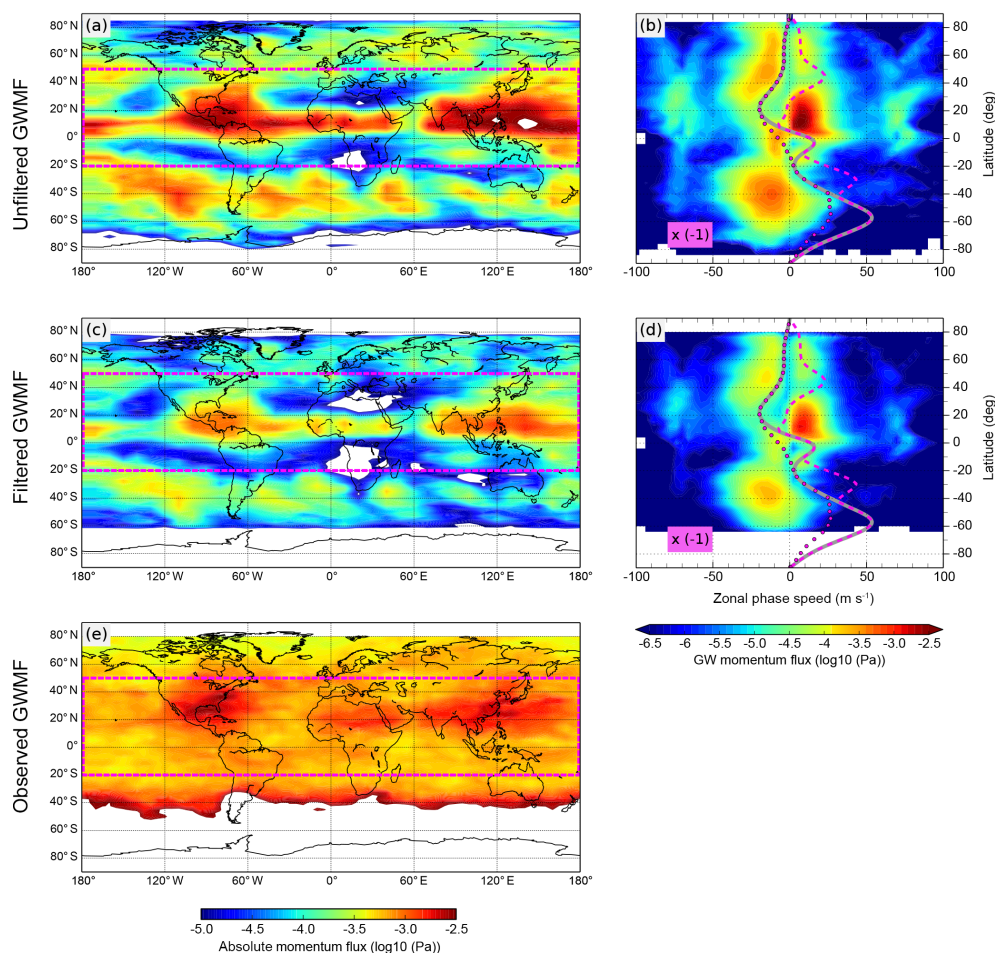 Unfiltered GWMF
(a)
80° N
60° N
40° N
20° N
0°
20° S
40° S
60° S
80° S
180° 120° W 60° W 0° 60° E 120° E 180°
(b)
80
60
40
20
0
-20
-40
-60
-80
Latitude (deg)
x (-1)
-100 -50 0 50 100
Filtered GWMF
(c)
80° N
60° N
40° N
20° N
0°
20° S
40° S
60° S
80° S
180° 120° W 60° W 0° 60° E 120° E 180°
(d)
80
60
40
20
0
-20
-40
-60
-80
Latitude (deg)
x (-1)
-100 -50 0 50 100
Zonal phase speed (m s⁻¹)
-6.5 -6 -5.5 -5.0 -4.5 -4 -3.5 -3.0 -2.5
GW momentum flux (log10 (Pa))
Observed GWMF
(e)
80° N
60° N
40° N
20° N
0°
20° S
40° S
60° S
80° S
180° 120° W 60° W 0° 60° E 120° E 180°
-5.0 -4.5 -4.0 -3.5 -3.0 -2.5
Absolute momentum flux (log10 (Pa))